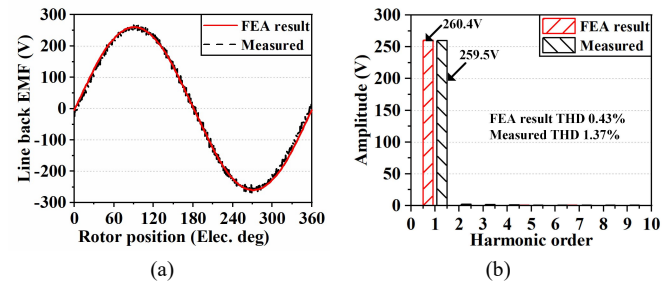 (a)
300
200
100
0
-100
-200
-300
Line back EMF (V)
FEA result
Measured
0 60 120 180 240 300 360
Rotor position (Elec. deg)
(b)
300
250
200
150
100
50
0
Amplitude (V)
260.4V
FEA result
Measured
259.5V
FEA result THD 0.43%
Measured THD 1.37%
0 1 2 3 4 5 6 7 8 9 10
Harmonic order
(a)
(b)